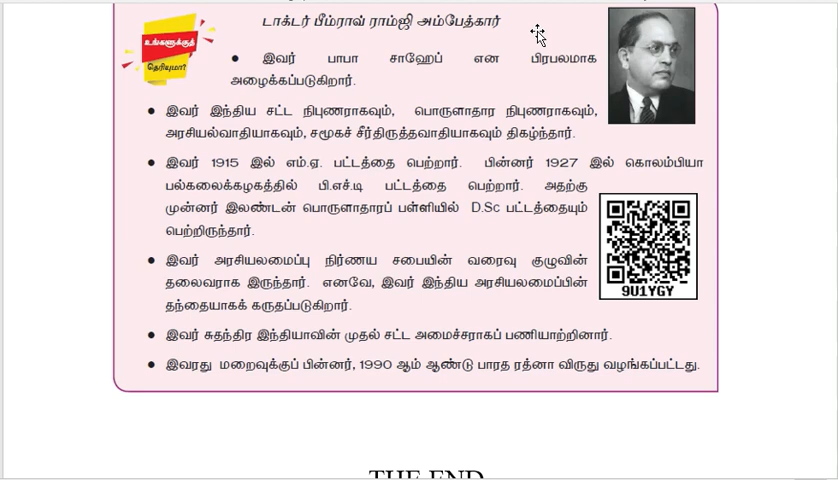 டாக்டர் பீம்ராவ் ராம்ஜி அம்பேத்கார்
உங்களுக்குத்
தெரியுமா?
● இவர் பாபா சாஹேப் என பிரபலமாக
அழைக்கப்படுகிறார்.
● இவர் இந்திய சட்ட நிபுணராகவும், பொருளாதார நிபுணராகவும்,
அரசியல்வாதியாகவும், சமூகச் சீர்திருத்தவாதியாகவும் திகழ்ந்தார்.
● இவர் 1915 இல் எம்.ஏ. பட்டத்தை பெற்றார். பின்னர் 1927 இல் கொலம்பியா
பல்கலைக்கழகத்தில் பி.எச்.டி பட்டத்தை பெற்றார். அதற்கு
முன்னர் இலண்டன் பொருளாதாரப் பள்ளியில் D.Sc பட்டத்தையும்
பெற்றிருந்தார்.
● இவர் அரசியலமைப்பு நிர்ணய சபையின் வரைவு குழுவின்
தலைவராக இருந்தார். எனவே, இவர் இந்திய அரசியலமைப்பின்
தந்தையாகக் கருதப்படுகிறார்.
9U1YGY
● இவர் சுதந்திர இந்தியாவின் முதல் சட்ட அமைச்சராகப் பணியாற்றினார்.
● இவரது மறைவுக்குப் பின்னர், 1990 ஆம் ஆண்டு பாரத ரத்னா விருது வழங்கப்பட்டது.
THE END